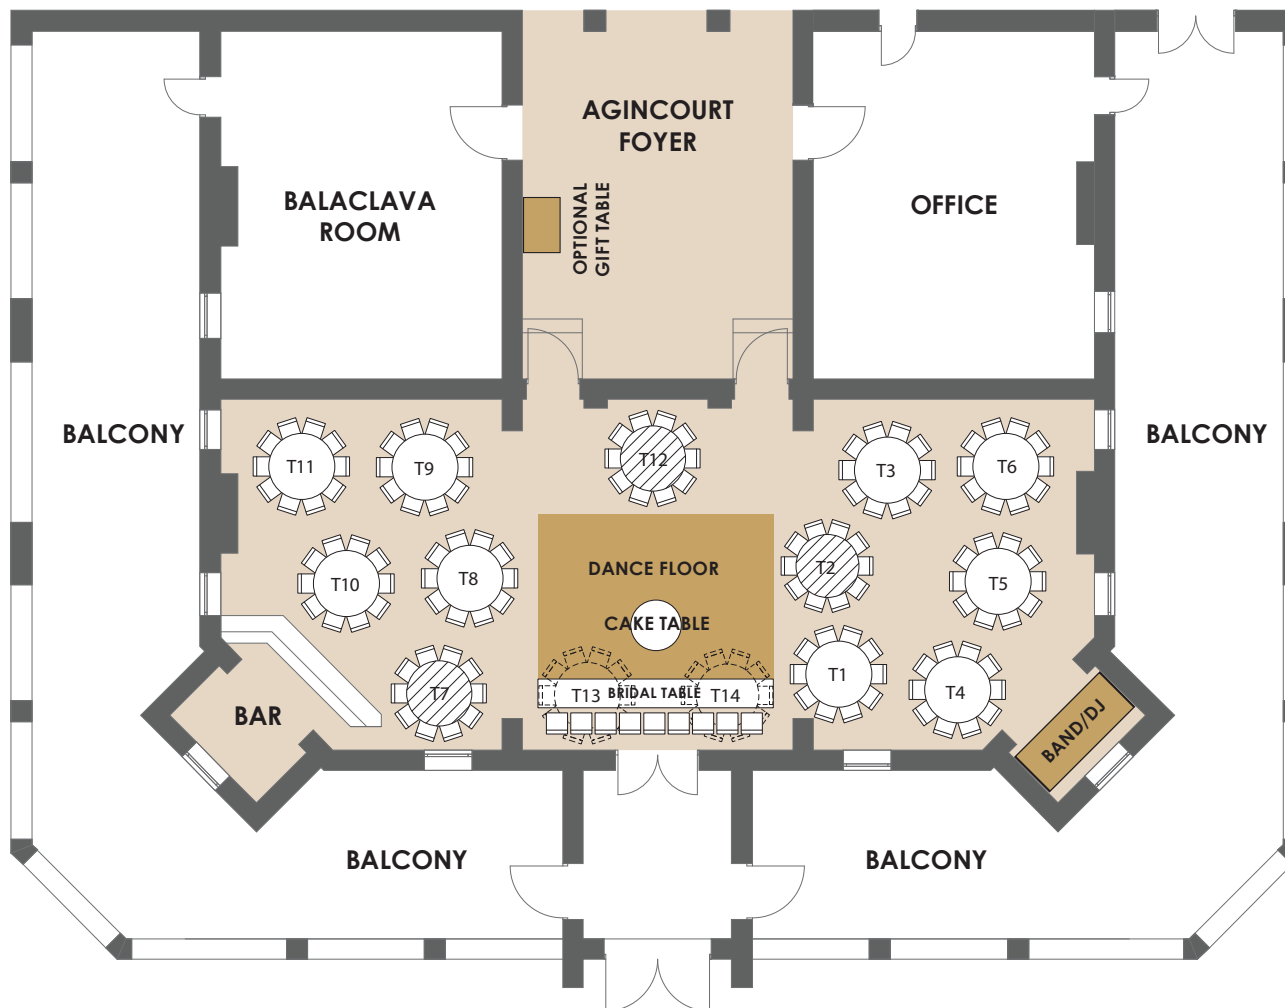 AGINCOURT
FOYER
BALACLAVA
ROOM
OPTIONAL
GIFT TABLE
OFFICE
BALCONY
BALCONY
T11
T9
T12
T3
T6
T10
T8
DANCE FLOOR
T2
T5
CAKE TABLE
T7
T13
BRIDAL TABLE
T14
T1
T4
BAR
BAND/DJ
BALCONY
BALCONY